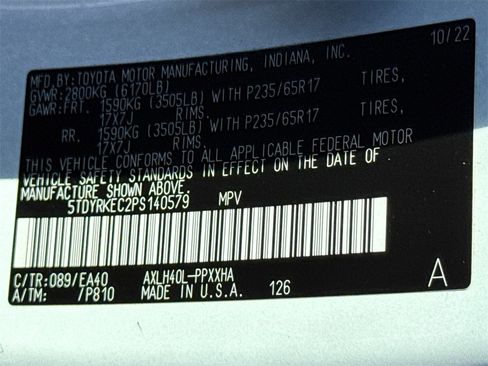 MFD.BY:TOYOTA MOTOR MANUFACTURING, INDIANA, INC. 10/22
GVWR:2800KG (6170LB)
GAWR:FRT. 1590KG (3505LB) WITH P235/65R17 TIRES,
17X7J RIMS.
RR. 1590KG (3505LB) WITH P235/65R17 TIRES,
17X7J RIMS.
THIS VEHICLE CONFORMS TO ALL APPLICABLE FEDERAL MOTOR
VEHICLE SAFETY STANDARDS IN EFFECT ON THE DATE OF
MANUFACTURE SHOWN ABOVE.
5TDYRKEC2PS140579 MPV
C/TR:089/EA40 AXLH40L-PPXXHA
A/TM: /P810 MADE IN U.S.A. 126 A